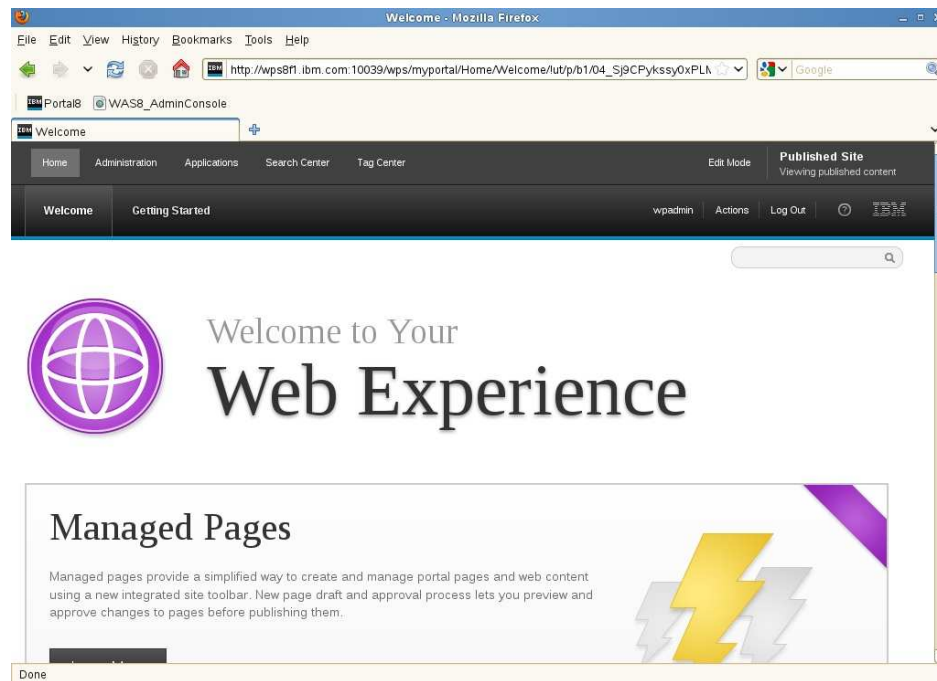 Welcome - Mozilla Firefox
File Edit View History Bookmarks Tools Help
IBM http://wps8f1.ibm.com:10039/wps/myportal/Home/Welcome/!ut/p/b1/04_Sj9CPykssy0xPLM Google
IBM Portal8 WAS8_AdminConsole
IBM Welcome
Home Administration Applications Search Center Tag Center Edit Mode Published Site
Viewing published content
Welcome Getting Started wpadmin Actions Log Out ? IBM
Welcome to Your
Web Experience
Managed Pages
Managed pages provide a simplified way to create and manage portal pages and web content
using a new integrated site toolbar. New page draft and approval process lets you preview and
approve changes to pages before publishing them.
Done